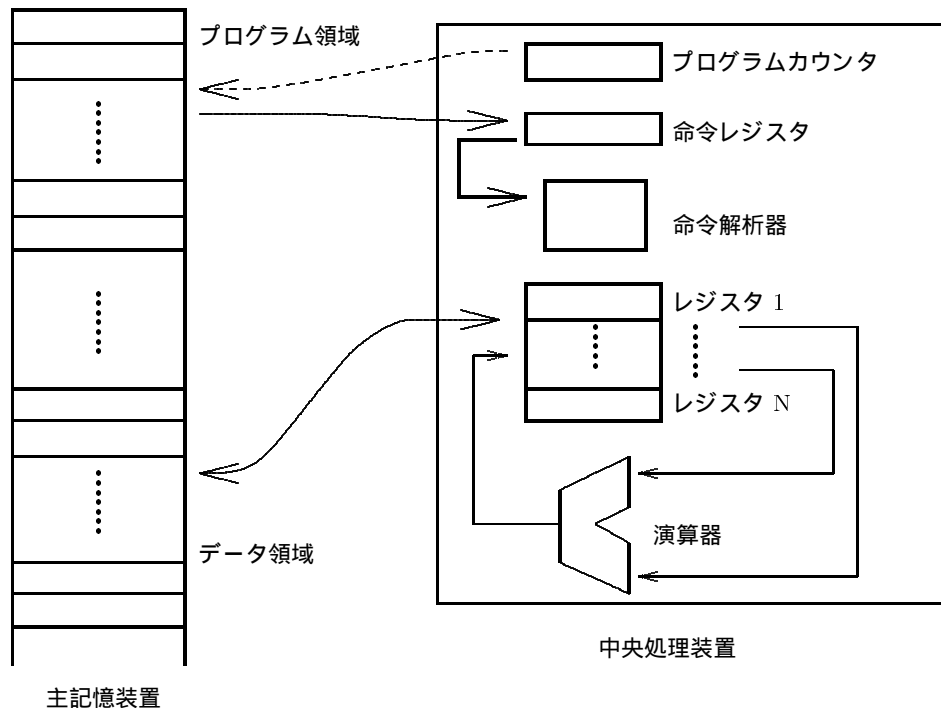 プログラム領域
プログラムカウンタ
命令レジスタ
命令解析器
レジスタ 1
レジスタ N
演算器
データ領域
中央処理装置
主記憶装置